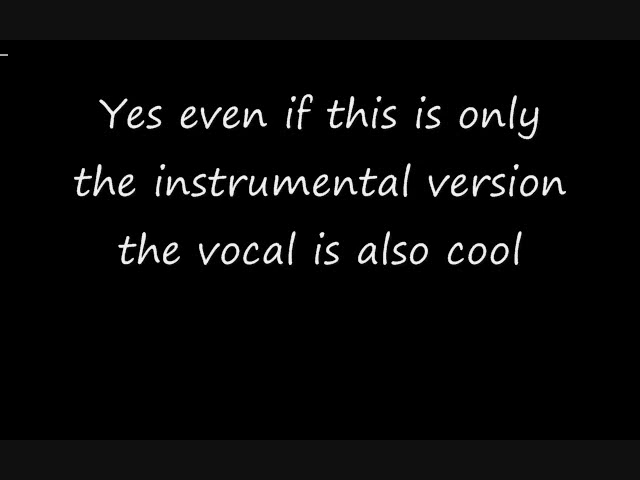 Yes even if this is only
the instrumental version
the vocal is also cool